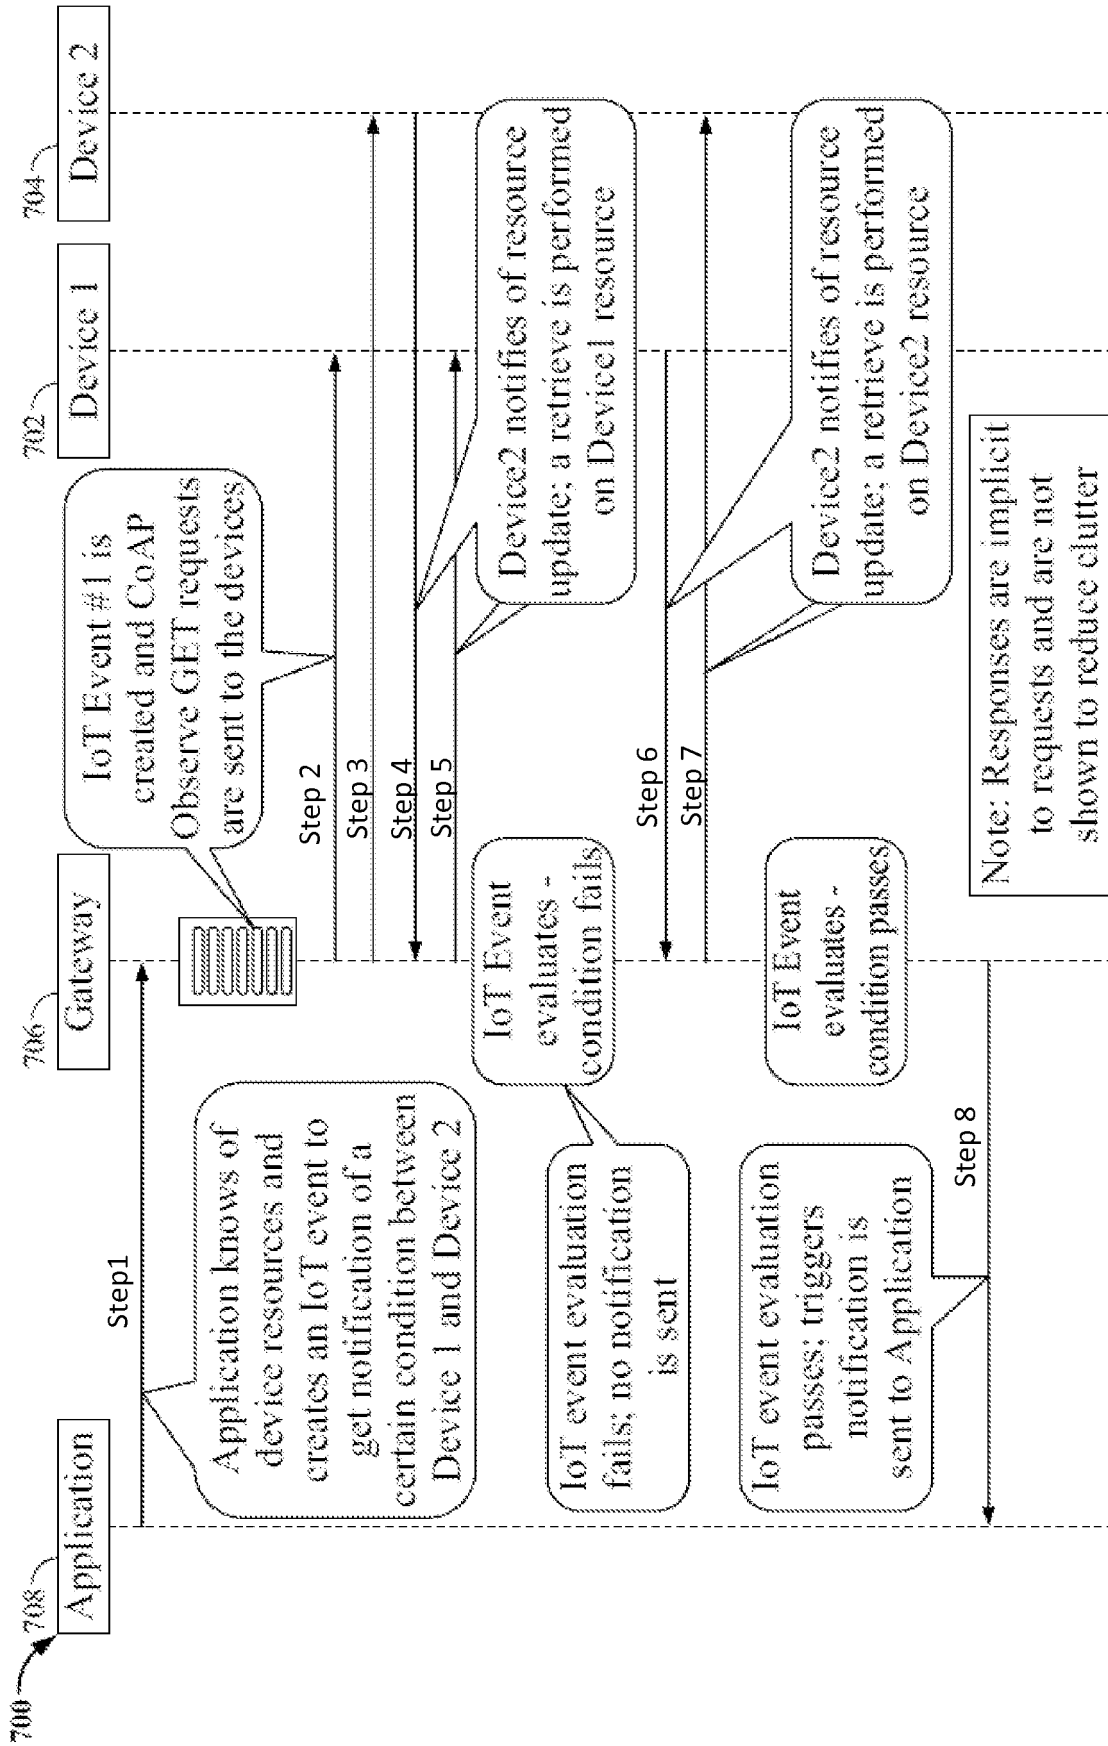 700
708
Application
706
Gateway
702
Device 1
704
Device 2
Step1
Application knows of
device resources and
creates an IoT event to
get notification of a
certain condition between
Device 1 and Device 2
IoT Event #1 is
created and CoAP
Observe GET requests
are sent to the devices
Step 2
Step 3
Step 4
Step 5
Device2 notifies of resource
update; a retrieve is performed
on Device1 resource
IoT Event
evaluates -
condition fails
IoT event evaluation
fails; no notification
is sent
Step 6
Step 7
Device2 notifies of resource
update; a retrieve is performed
on Device2 resource
IoT Event
evaluates -
condition passes
IoT event evaluation
passes; triggers
notification is
sent to Application
Step 8
Note: Responses are implicit
to requests and are not
shown to reduce clutter